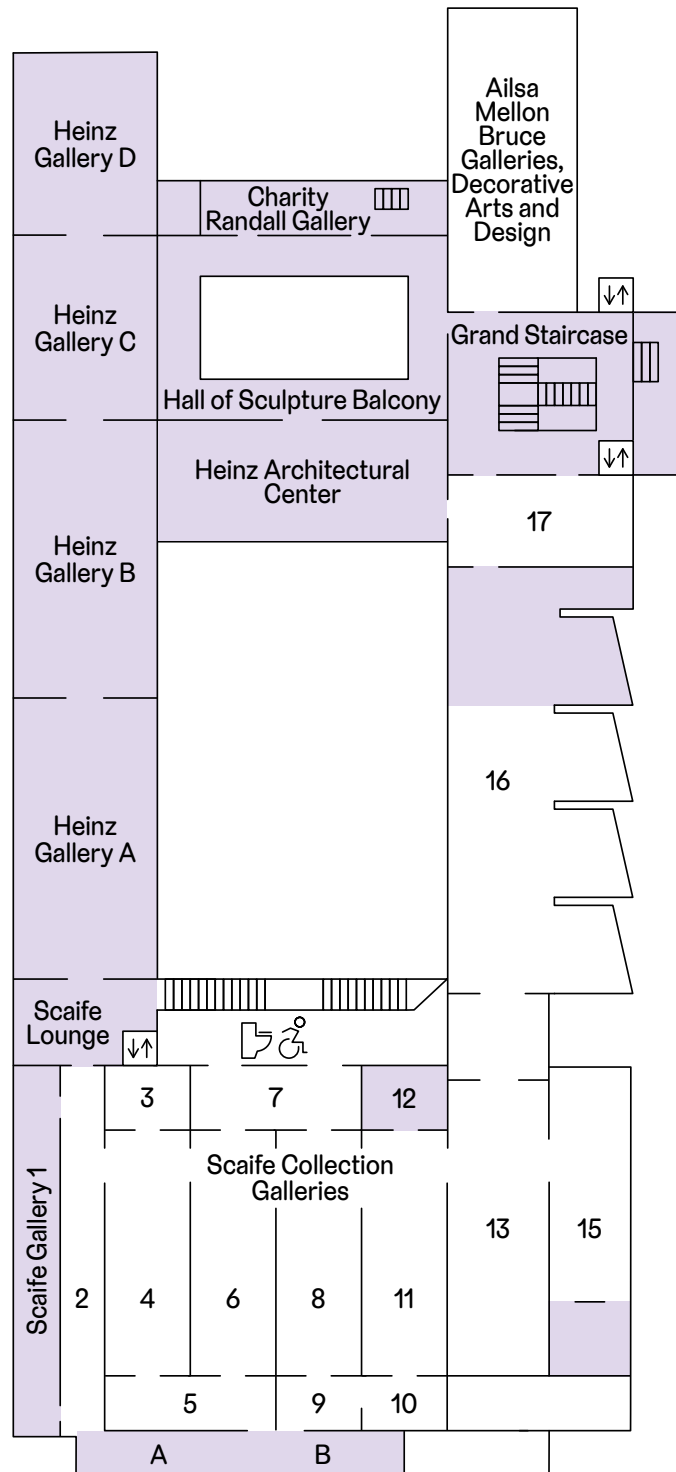 Ailsa
Mellon
Bruce
Galleries,
Decorative
Arts and
Design
Heinz
Gallery D
Charity
Randall Gallery
Heinz
Gallery C
Grand Staircase
Hall of Sculpture Balcony
Heinz Architectural
Center
17
Heinz
Gallery B
16
Heinz
Gallery A
Scaife
Lounge
3
7
12
Scaife Collection
Galleries
Scaife Gallery 1
2
4
6
8
11
13
15
5
9
10
A
B